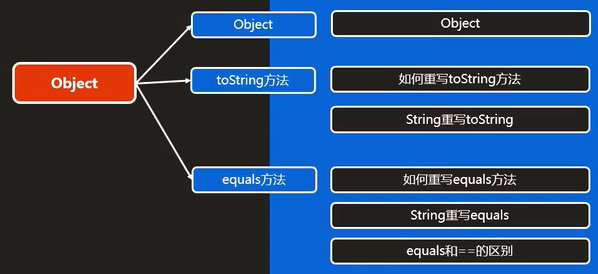 Object
Object
Object
toString方法
如何重写toString方法
String重写toString
equals方法
如何重写equals方法
String重写equals
equals和==的区别